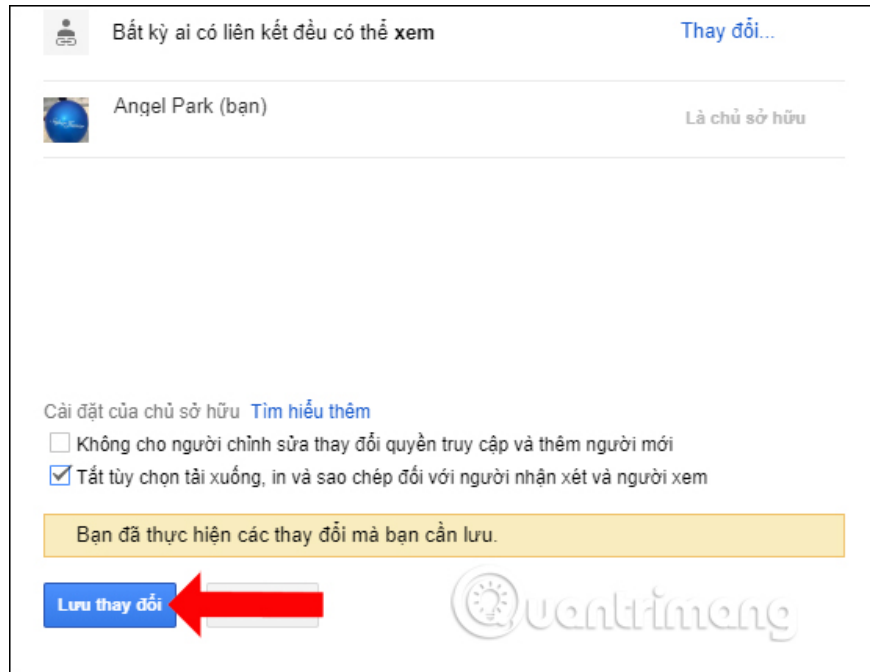 Bất kỳ ai có liên kết đều có thể xem Thay đổi...
Angel Park (bạn)
Là chủ sở hữu
Cài đặt của chủ sở hữu Tìm hiểu thêm
Không cho người chỉnh sửa thay đổi quyền truy cập và thêm người mới
Tắt tùy chọn tải xuống, in và sao chép đối với người nhận xét và người xem
Bạn đã thực hiện các thay đổi mà bạn cần lưu.
Lưu thay đổi
Quantrimang